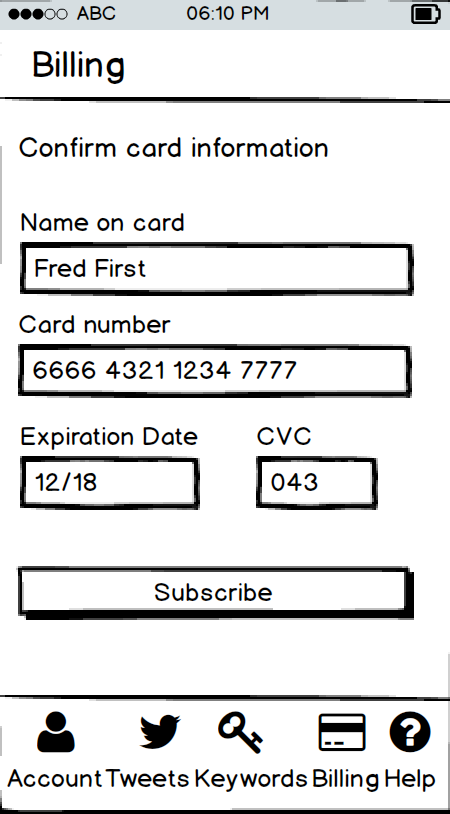 ABC 06:10 PM
Billing
Confirm card information
Name on card
Fred First
Card number
6666 4321 1234 7777
Expiration Date CVC
12/18 043
Subscribe
Account Tweets Keywords Billing Help